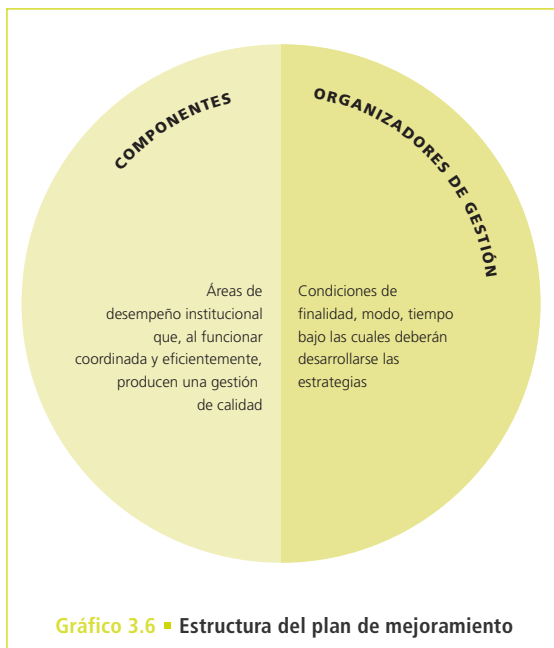 COMPONENTES
Áreas de
desempeño institucional
que, al funcionar
coordinada y eficientemente,
producen una gestión
de calidad
ORGANIZADORES DE GESTIÓN
Condiciones de
finalidad, modo, tiempo
bajo las cuales deberán
desarrollarse las
estrategias
Gráfico 3.6 ▪ Estructura del plan de mejoramiento